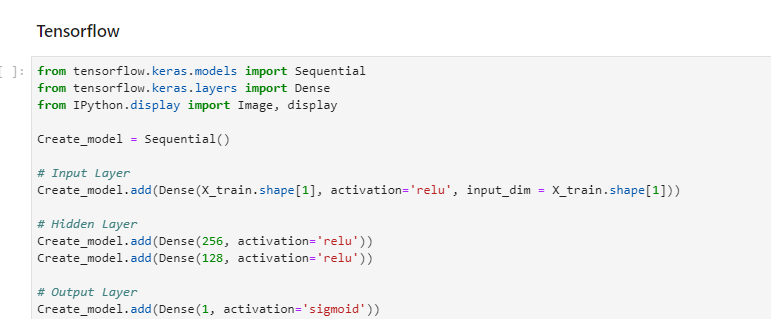 Tensorflow
[ ]: from tensorflow.keras.models import Sequential
from tensorflow.keras.layers import Dense
from IPython.display import Image, display
Create_model = Sequential()
# Input Layer
Create_model.add(Dense(X_train.shape[1], activation='relu', input_dim = X_train.shape[1]))
# Hidden Layer
Create_model.add(Dense(256, activation='relu'))
Create_model.add(Dense(128, activation='relu'))
# Output Layer
Create_model.add(Dense(1, activation='sigmoid'))